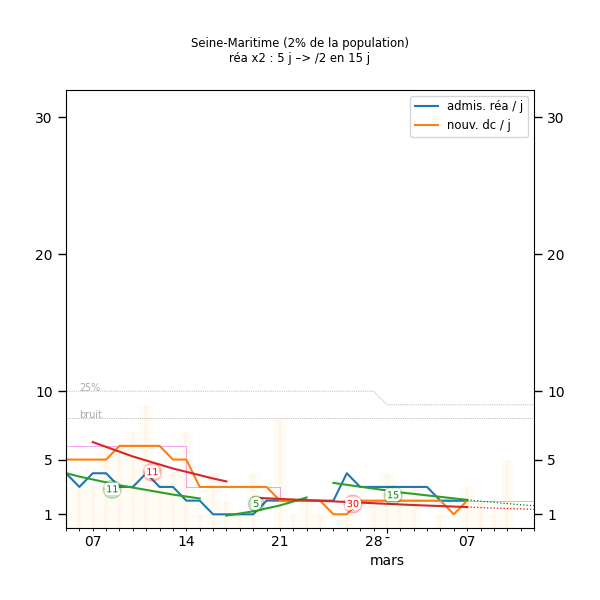 Seine-Maritime (2% de la population)
réa x2 : 5 j –> /2 en 15 j
admis. réa / j
nouv. dc / j
30 30
20 20
10 10
25%
bruit
5 5
11 11 5 30 15
1 1
07 14 21 28 07
mars